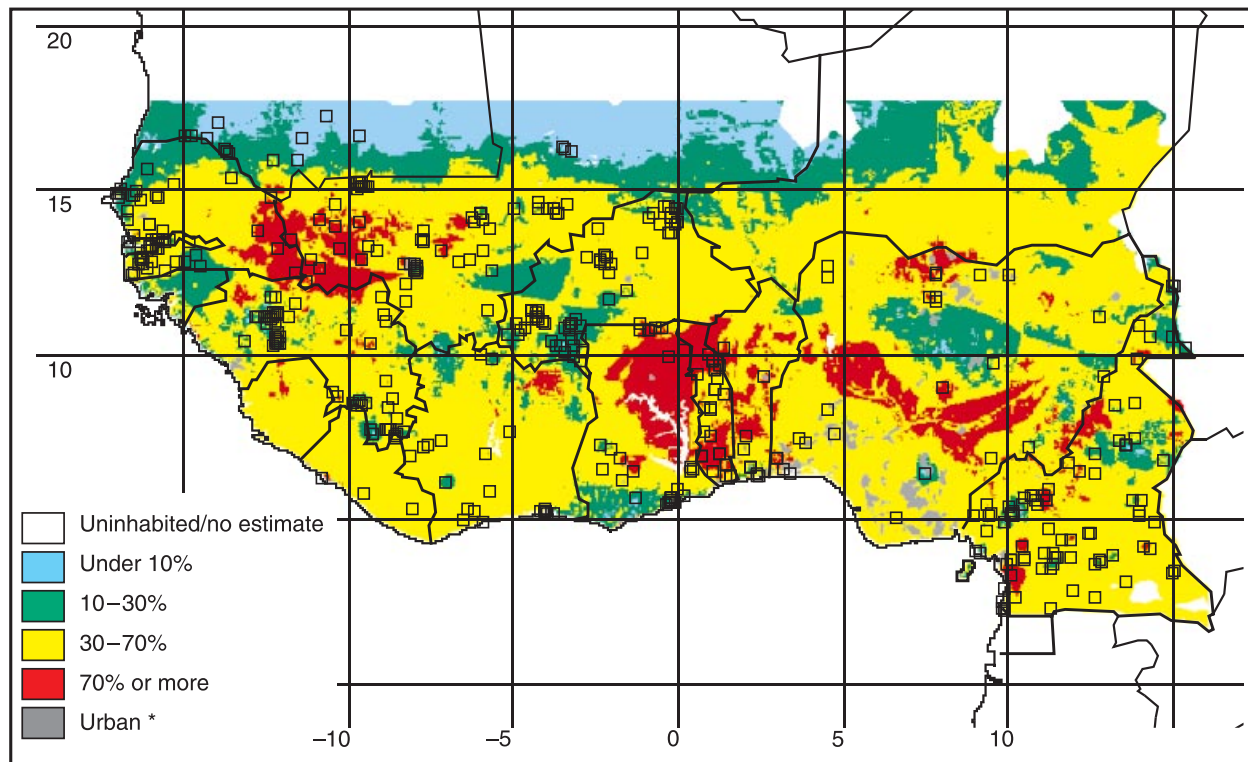 20
15
10
Uninhabited/no estimate
Under 10%
10–30%
30–70%
70% or more
Urban *
–10 –5 0 5 10